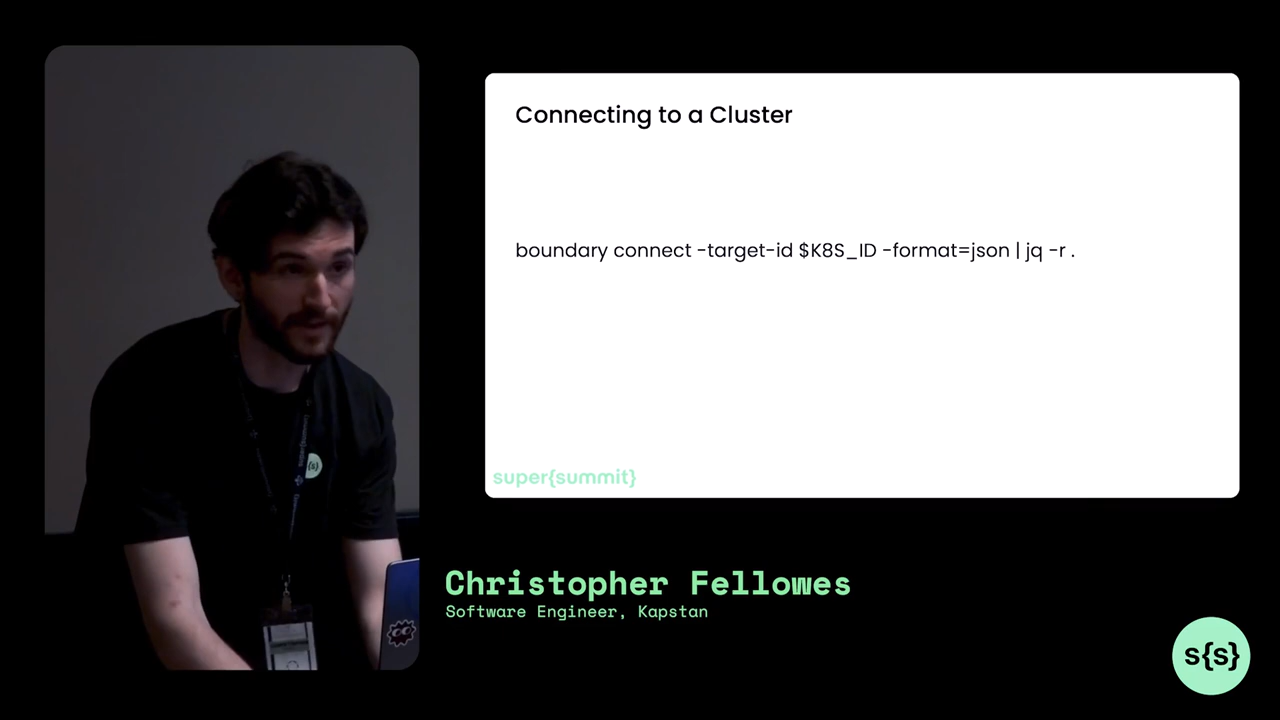 Connecting to a Cluster
boundary connect -target-id $K8S_ID -format=json | jq -r .
super{summit}
{s}
Christopher Fellowes
Software Engineer, Kapstan
s{s}